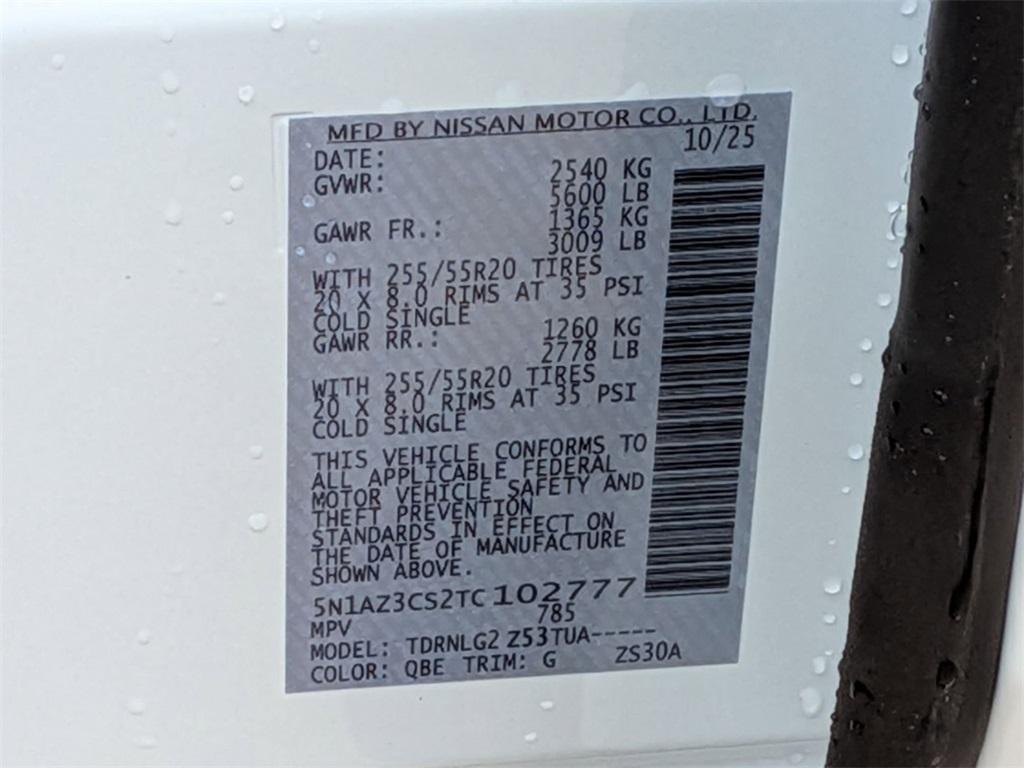 MFD BY NISSAN MOTOR CO., LTD.
DATE: 10/25
GVWR: 2540 KG
5600 LB
GAWR FR.: 1365 KG
3009 LB
WITH 255/55R20 TIRES
20 X 8.0 RIMS AT 35 PSI
COLD SINGLE
GAWR RR.: 1260 KG
2778 LB
WITH 255/55R20 TIRES
20 X 8.0 RIMS AT 35 PSI
COLD SINGLE
THIS VEHICLE CONFORMS TO
ALL APPLICABLE FEDERAL
MOTOR VEHICLE SAFETY AND
THEFT PREVENTION
STANDARDS IN EFFECT ON
THE DATE OF MANUFACTURE
SHOWN ABOVE.
5N1AZ3CS2TC102777
MPV 785
MODEL: TDRNLG2 Z53TUA-----
COLOR: QBE TRIM: G ZS30A